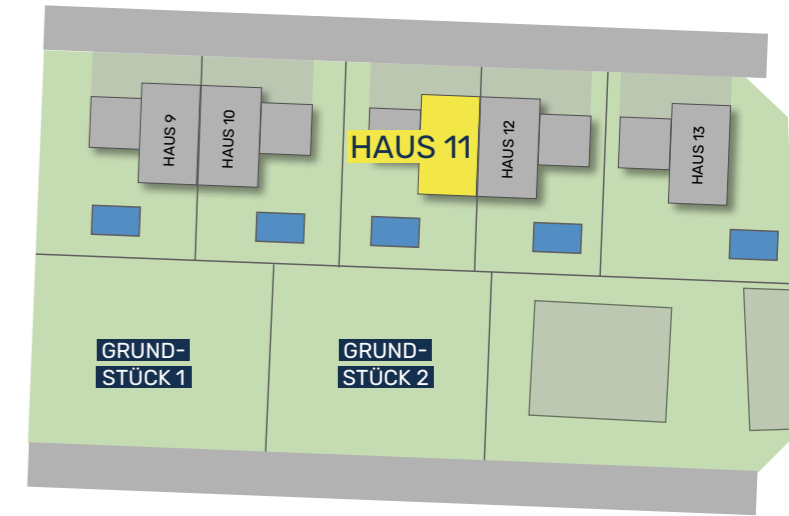 HAUS 9
HAUS 10
HAUS 11
HAUS 12
HAUS 13
GRUND-
STÜCK 1
GRUND-
STÜCK 2